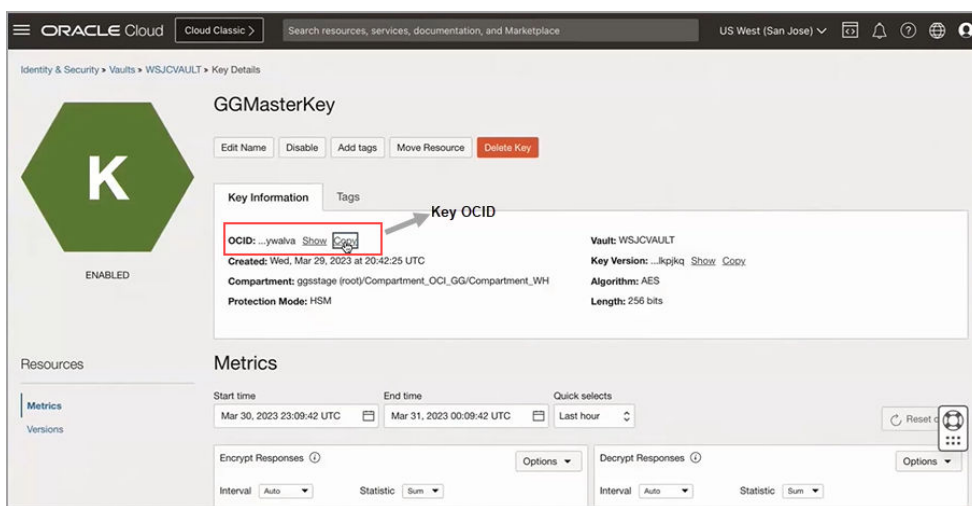 ORACLE Cloud Cloud Classic > Search resources, services, documentation, and Marketplace US West (San Jose)
Identity & Security » Vaults » WSJCVAULT » Key Details
K
ENABLED
GGMasterKey
Edit Name Disable Add tags Move Resource Delete Key
Key Information Tags
Key OCID
OCID: ...ywalva Show Copy Vault: WSJCVAULT
Created: Wed, Mar 29, 2023 at 20:42:25 UTC Key Version: ...lkpjkq Show Copy
Compartment: ggsstage (root)/Compartment_OCI_GG/Compartment_WH Algorithm: AES
Protection Mode: HSM Length: 256 bits
Resources
Metrics
Versions
Metrics
Start time End time Quick selects
Mar 30, 2023 23:09:42 UTC Mar 31, 2023 00:09:42 UTC Last hour Reset
Encrypt Responses Options Decrypt Responses Options
Interval Auto Statistic Sum Interval Auto Statistic Sum